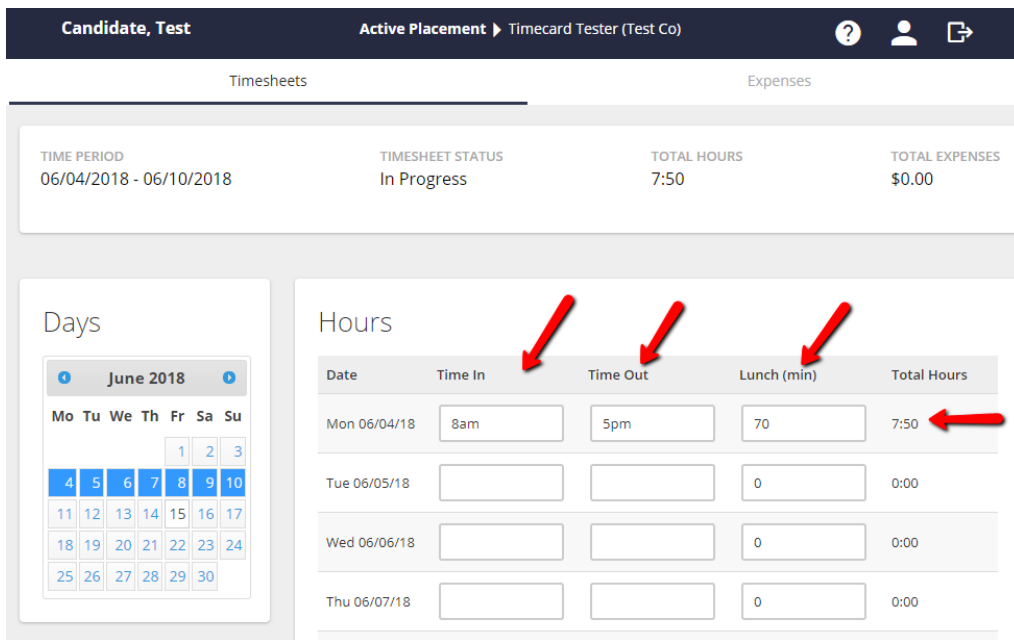 Candidate, Test
Active Placement Timecard Tester (Test Co)
?
Timesheets
Expenses
TIME PERIOD
06/04/2018 - 06/10/2018
TIMESHEET STATUS
In Progress
TOTAL HOURS
7:50
TOTAL EXPENSES
$0.00
Days
June 2018
Mo Tu We Th Fr Sa Su
1 2 3
4 5 6 7 8 9 10
11 12 13 14 15 16 17
18 19 20 21 22 23 24
25 26 27 28 29 30
Hours
Date Time In Time Out Lunch (min) Total Hours
Mon 06/04/18 8am 5pm 70 7:50
Tue 06/05/18 0 0:00
Wed 06/06/18 0 0:00
Thu 06/07/18 0 0:00